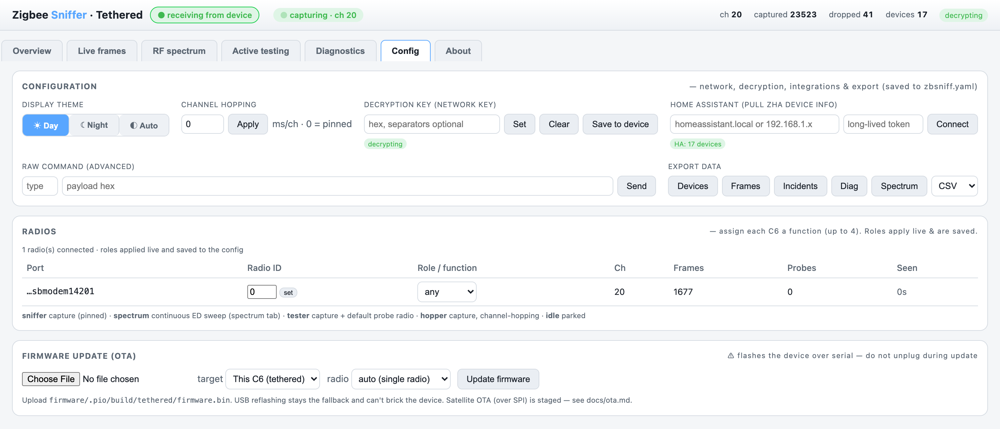 Zigbee Sniffer · Tethered receiving from device capturing · ch 20 ch 20 captured 23523 dropped 41 devices 17 decrypting
Overview Live frames RF spectrum Active testing Diagnostics Config About
CONFIGURATION — network, decryption, integrations & export (saved to zbsniff.yaml)
DISPLAY THEME CHANNEL HOPPING DECRYPTION KEY (NETWORK KEY) HOME ASSISTANT (PULL ZHA DEVICE INFO)
☀ Day ☾ Night ◐ Auto 0 Apply ms/ch · 0 = pinned hex, separators optional Set Clear Save to device homeassistant.local or 192.168.1.x long-lived token Connect
decrypting HA: 17 devices
RAW COMMAND (ADVANCED) EXPORT DATA
type payload hex Send Devices Frames Incidents Diag Spectrum CSV
RADIOS — assign each C6 a function (up to 4). Roles apply live & are saved.
1 radio(s) connected · roles applied live and saved to the config
Port Radio ID Role / function Ch Frames Probes Seen
…sbmodem14201 0 set any 20 1677 0 0s
sniffer capture (pinned) · spectrum continuous ED sweep (spectrum tab) · tester capture + default probe radio · hopper capture, channel-hopping · idle parked
FIRMWARE UPDATE (OTA) ⚠ flashes the device over serial — do not unplug during update
Choose File No file chosen target This C6 (tethered) radio auto (single radio) Update firmware
Upload firmware/.pio/build/tethered/firmware.bin. USB reflashing stays the fallback and can't brick the device. Satellite OTA (over SPI) is staged — see docs/ota.md.